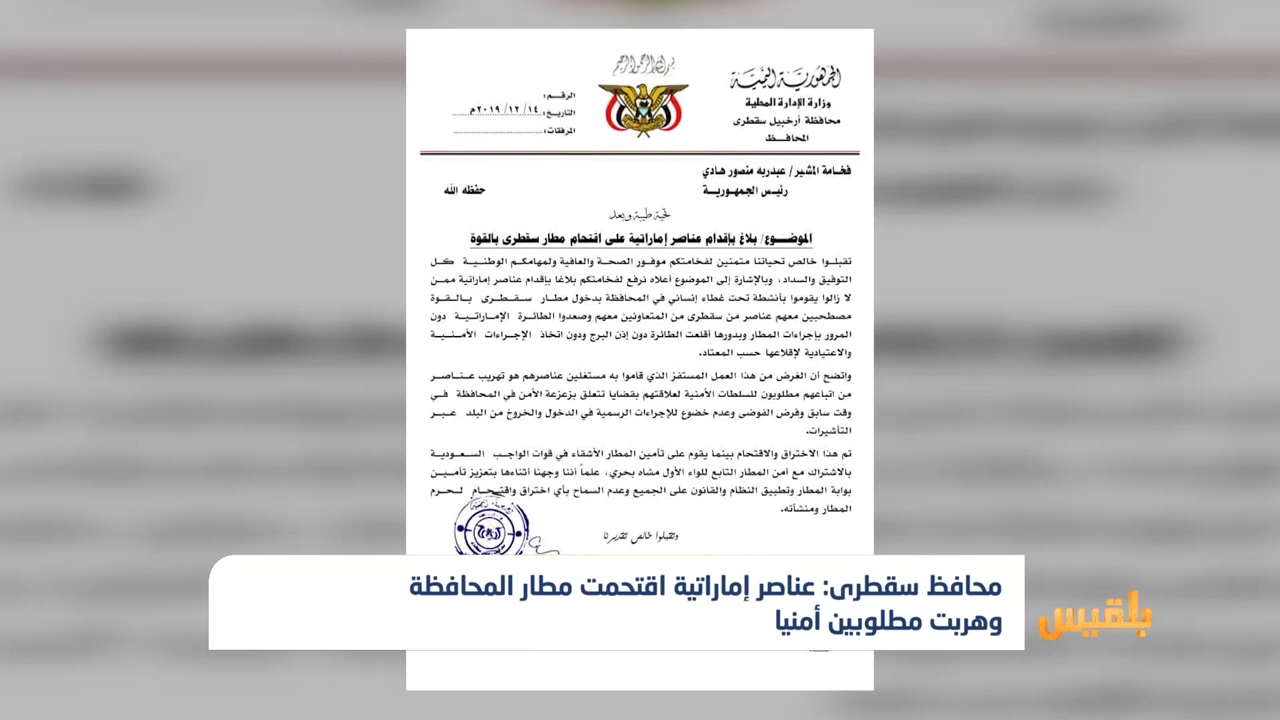 بسم الله الرحمن الرحيم
الجمهورية اليمنية
وزارة الإدارة المحلية
محافظة أرخبيل سقطرى
المحافظ
الرقم:
التاريخ: ١٤/ ١٢/ ٢٠١٩م
المرفقات:
فخامة المشير/ عبدربه منصور هادي
رئيس الجمهورية حفظه الله
تحية طيبة وبعد
الموضوع/ بلاغ بإقدام عناصر إماراتية على اقتحام مطار سقطرى بالقوة
تقبلوا خالص تحياتنا متمنين لفخامتكم موفور الصحة والعافية ولمهامكم الوطنية كل
التوفيق والسداد، وبالإشارة إلى الموضوع أعلاه نرفع لفخامتكم بلاغا بإقدام عناصر إماراتية ممن
لا زالوا يقوموا بأنشطة تحت غطاء إنساني في المحافظة بدخول مطار سقطرى بالقوة
مصطحبين معهم عناصر من سقطرى من المتعاونين معهم وصعدوا الطائرة الإماراتية دون
المرور بإجراءات المطار وبدورها أقلعت الطائرة دون إذن البرج ودون اتخاذ الإجراءات الأمنية
والاعتيادية لإقلاعها حسب المعتاد.
واتضح أن الغرض من هذا العمل المستفز الذي قاموا به مستغلين عناصرهم هو تهريب عناصر
من اتباعهم مطلوبون للسلطات الأمنية لعلاقتهم بقضايا تتعلق بزعزعة الأمن في المحافظة في
وقت سابق وفرض الفوضى وعدم خضوع للإجراءات الرسمية في الدخول والخروج من البلد عبر
التأشيرات.
تم هذا الاختراق والاقتحام بينما يقوم على تأمين المطار الأشقاء في قوات الواجب السعودية
بالاشتراك مع أمن المطار التابع للواء الأول مشاه بحري، علماً أننا وجهنا أثناءها بتعزيز تأمين
بوابة المطار وتطبيق النظام والقانون على الجميع وعدم السماح بأي اختراق واقتحام لحرم
المطار ومنشأته.
وتقبلوا خالص تقديرنا
محافظ سقطرى: عناصر إماراتية اقتحمت مطار المحافظة
وهربت مطلوبين أمنيا
بلقيس